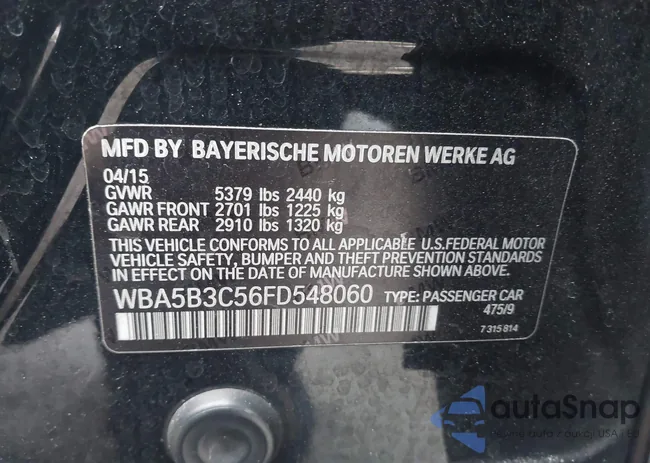 MFD BY BAYERISCHE MOTOREN WERKE AG
04/15
GVWR 5379 lbs 2440 kg
GAWR FRONT 2701 lbs 1225 kg
GAWR REAR 2910 lbs 1320 kg
THIS VEHICLE CONFORMS TO ALL APPLICABLE U.S.FEDERAL MOTOR
VEHICLE SAFETY, BUMPER AND THEFT PREVENTION STANDARDS
IN EFFECT ON THE DATE OF MANUFACTURE SHOWN ABOVE.
WBA5B3C56FD548060 TYPE: PASSENGER CAR
475/9
7 315 814
autaSnap